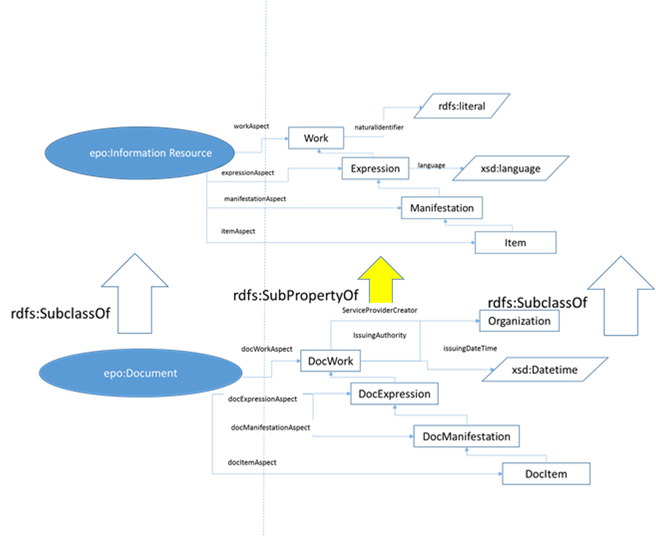 rdfs:literal
workAspect
naturalIdentifier
Work
epo:Information Resource
expressionAspect
Expression
language
xsd:language
manifestationAspect
Manifestation
itemAspect
Item
rdfs:SubclassOf
rdfs:SubPropertyOf
rdfs:SubclassOf
ServiceProviderCreator
Organization
IssuingAuthority
docWorkAspect
issuingDateTime
DocWork
epo:Document
xsd:Datetime
docExpressionAspect
DocExpression
docManifestationAspect
DocManifestation
docItemAspect
DocItem